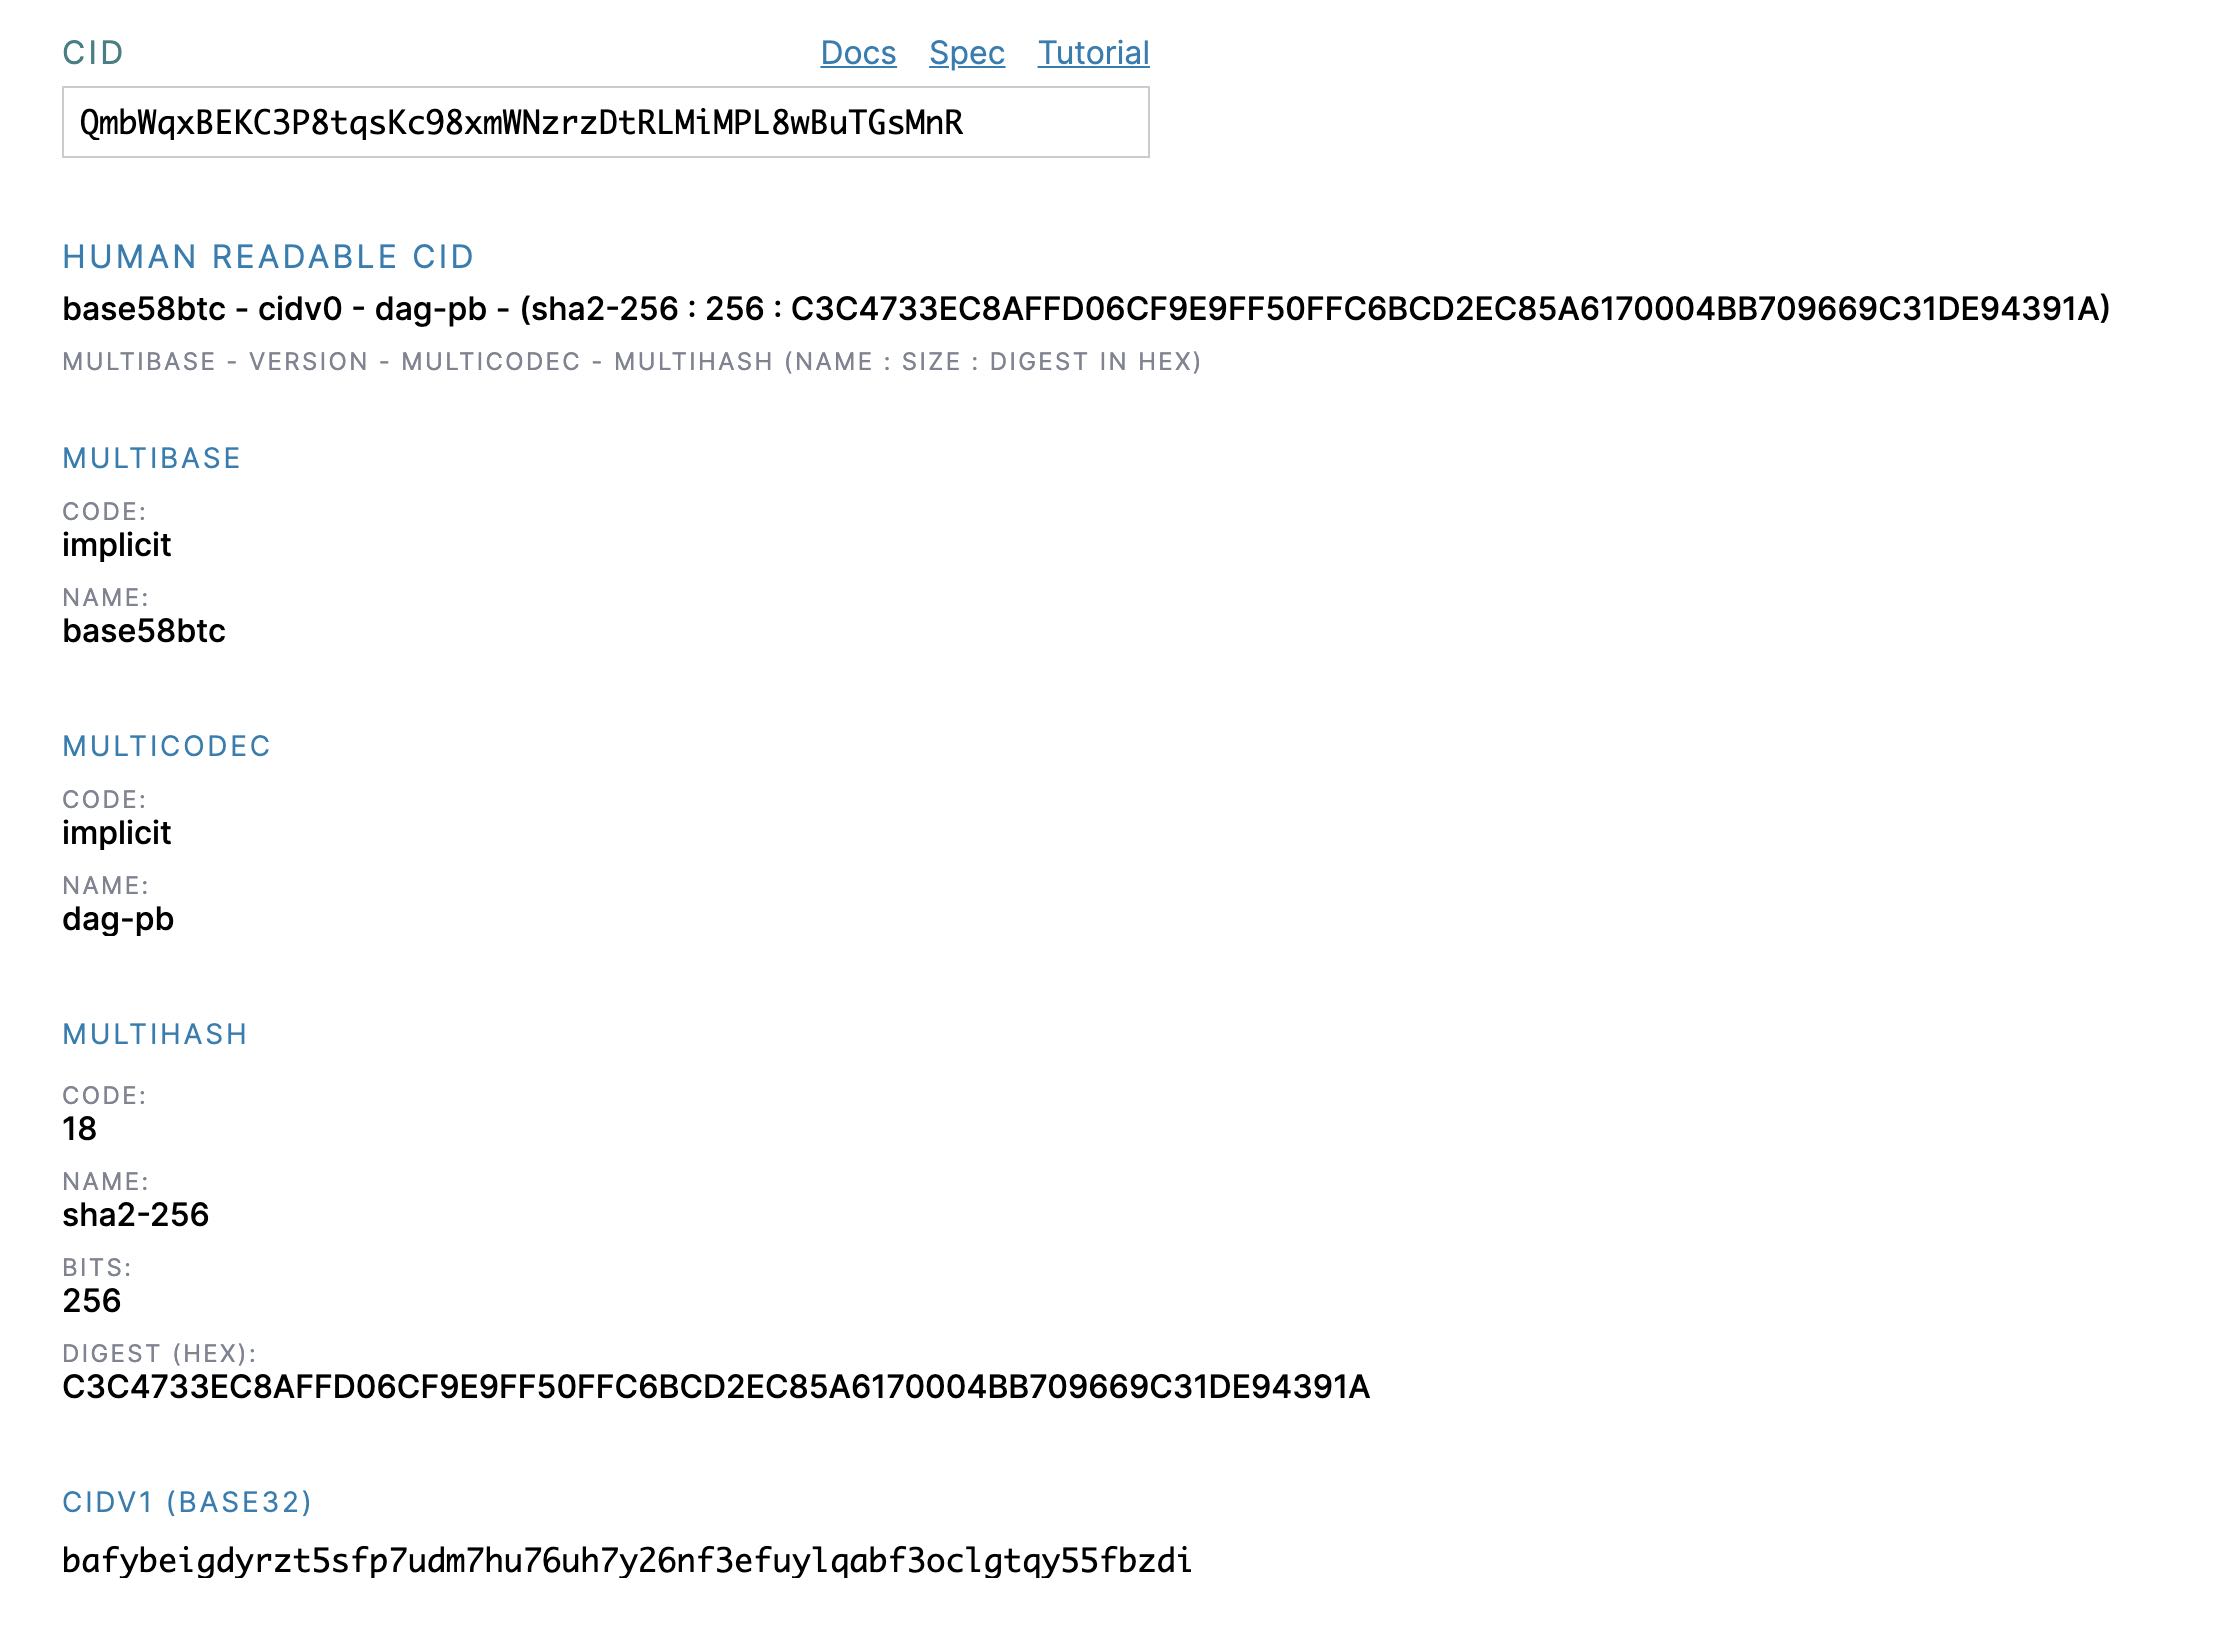 CID Docs Spec Tutorial
QmbWqxBEKC3P8tqsKc98xmWNzrzDtRLMiMPL8wBuTGsMnR
HUMAN READABLE CID
base58btc - cidv0 - dag-pb - (sha2-256 : 256 : C3C4733EC8AFFD06CF9E9FF50FFC6BCD2EC85A6170004BB709669C31DE94391A)
MULTIBASE - VERSION - MULTICODEC - MULTIHASH (NAME : SIZE : DIGEST IN HEX)
MULTIBASE
CODE:
implicit
NAME:
base58btc
MULTICODEC
CODE:
implicit
NAME:
dag-pb
MULTIHASH
CODE:
18
NAME:
sha2-256
BITS:
256
DIGEST (HEX):
C3C4733EC8AFFD06CF9E9FF50FFC6BCD2EC85A6170004BB709669C31DE94391A
CIDV1 (BASE32)
bafybeigdyrzt5sfp7udm7hu76uh7y26nf3efuylqabf3oclgtqy55fbzdi